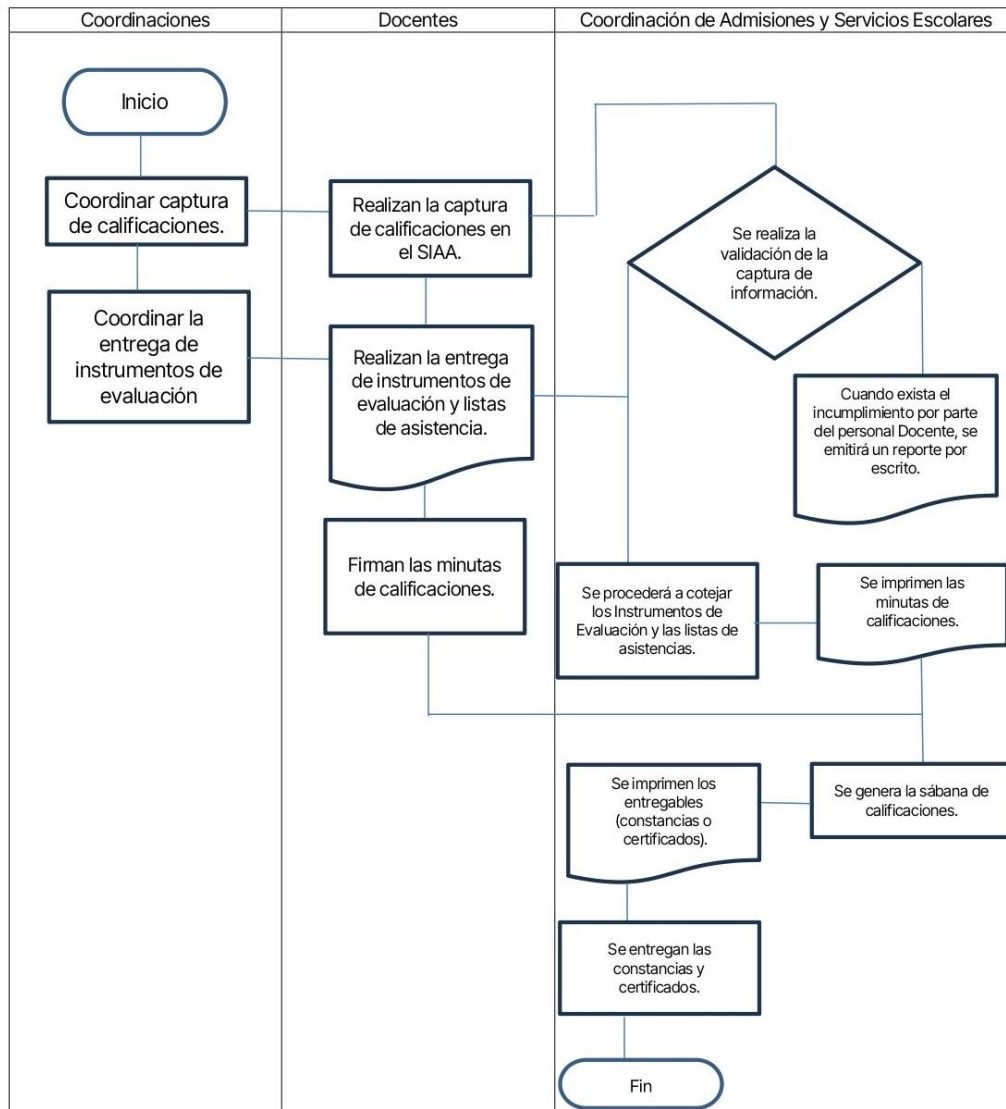 Coordinaciones
Docentes
Coordinación de Admisiones y Servicios Escolares
Inicio
Coordinar captura
de calificaciones.
Realizan la captura
de calificaciones en
el SIAA.
Se realiza la
validación de la
captura de
información.
Coordinar la
entrega de
instrumentos de
evaluación
Realizan la entrega
de instrumentos de
evaluación y listas
de asistencia.
Cuando exista el
incumplimiento por parte
del personal Docente, se
emitirá un reporte por
escrito.
Firman las minutas
de calificaciones.
Se procederá a cotejar
los Instrumentos de
Evaluación y las listas de
asistencias.
Se imprimen las
minutas de
calificaciones.
Se imprimen los
entregables
(constancias o
certificados).
Se genera la sábana de
calificaciones.
Se entregan las
constancias y
certificados.
Fin